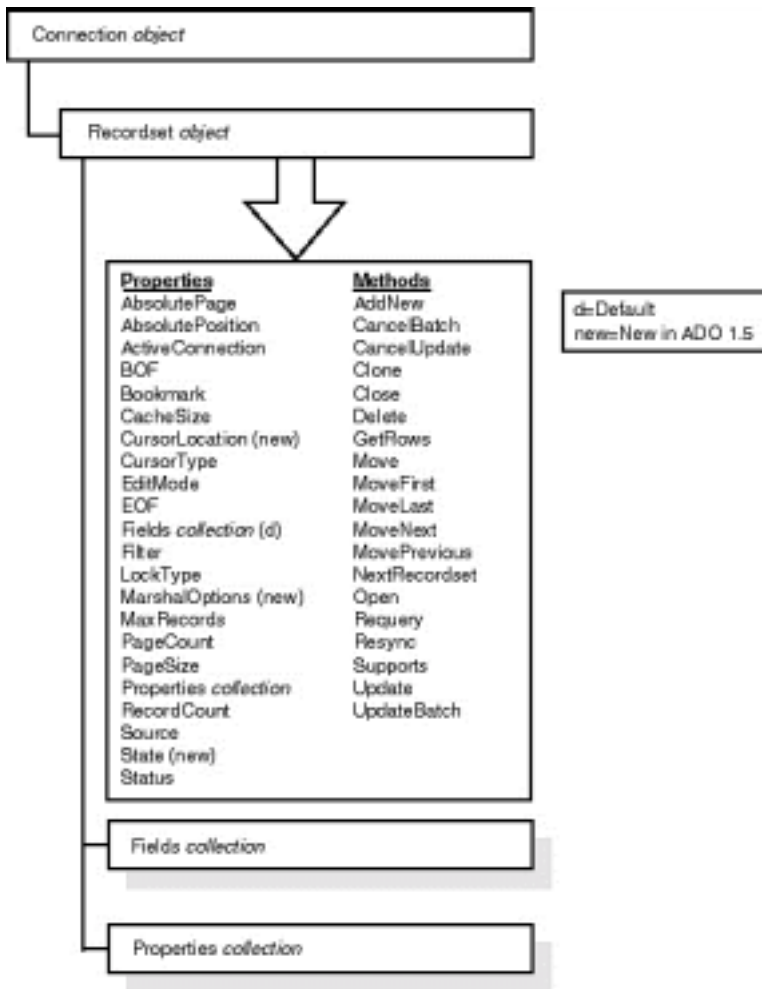 Connection object
Recordset object
Properties
AbsolutePage
AbsolutePosition
ActiveConnection
BOF
Bookmark
CacheSize
CursorLocation (new)
CursorType
EditMode
EOF
Fields collection (d)
Filter
LockType
MarshalOptions (new)
MaxRecords
PageCount
PageSize
Properties collection
RecordCount
Source
State (new)
Status
Methods
AddNew
CancelBatch
CancelUpdate
Clone
Close
Delete
GetRows
Move
MoveFirst
MoveLast
MoveNext
MovePrevious
NextRecordset
Open
Requery
Resync
Supports
Update
UpdateBatch
d=Default
new=New in ADO 1.5
Fields collection
Properties collection